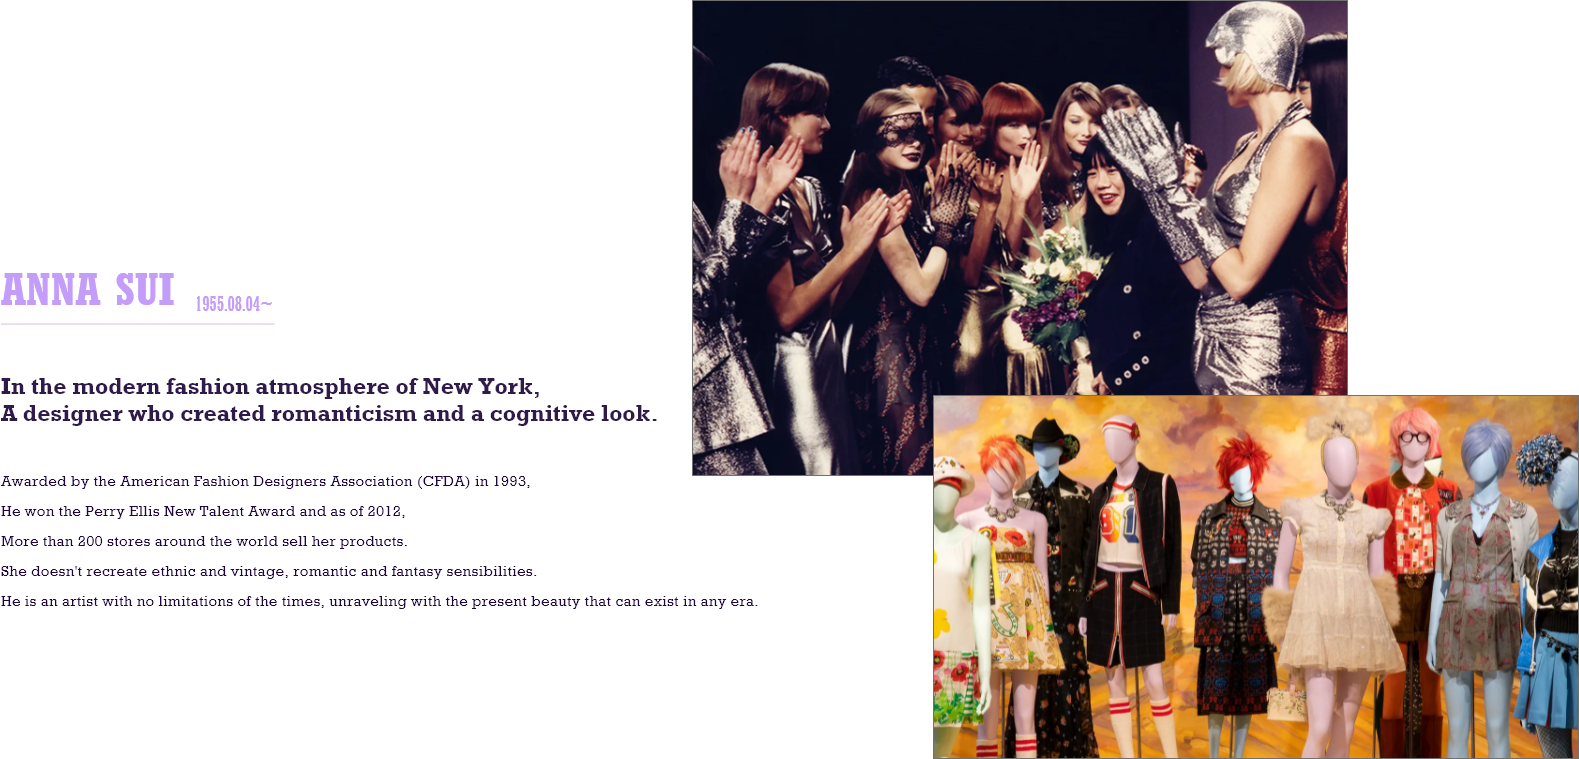 ANNA SUI 1955.08.04~
In the modern fashion atmosphere of New York,
A designer who created romanticism and a cognitive look.
Awarded by the American Fashion Designers Association (CFDA) in 1993,
He won the Perry Ellis New Talent Award and as of 2012,
More than 200 stores around the world sell her products.
She doesn't recreate ethnic and vintage, romantic and fantasy sensibilities.
He is an artist with no limitations of the times, unraveling with the present beauty that can exist in any era.
81